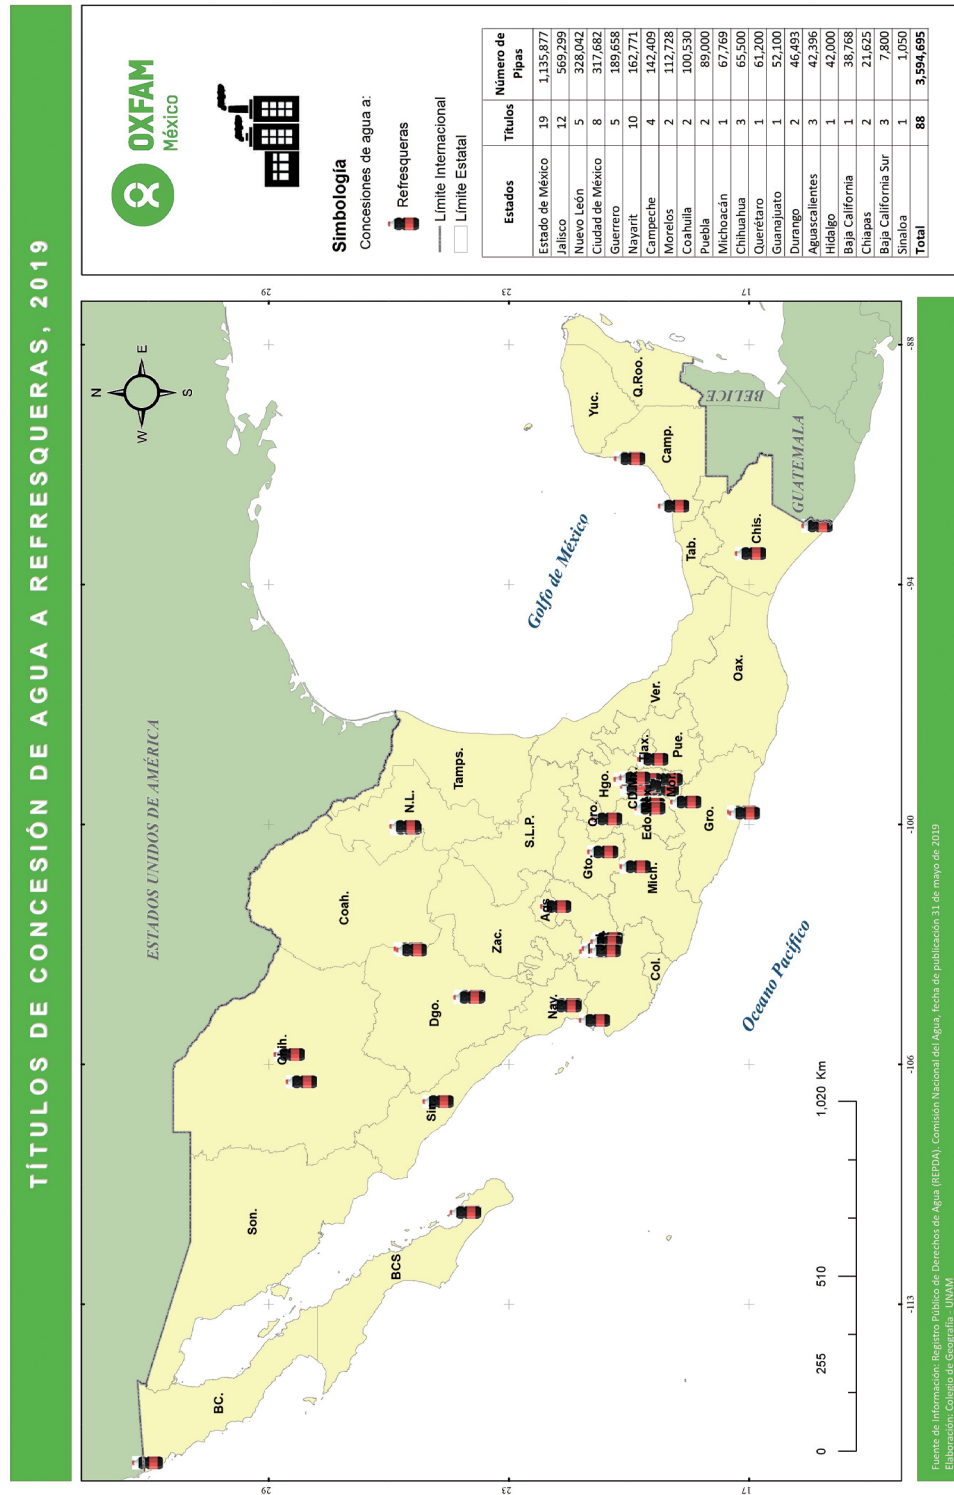 TÍTULOS DE CONCESIÓN DE AGUA A REFRESQUERAS, 2019
ESTADOS UNIDOS DE AMÉRICA
N
W E
S
29
23
17
29
23
17
-113
-106
-100
-94
-88
BC.
BCS
Son.
Chih.
Coah.
N.L.
Tamps.
Sin.
Dgo.
Zac.
S.L.P.
Nay.
Ags.
Gto.
Qro.
Hgo.
Col.
Mich.
Edo.
Mor.
Tlax.
Pue.
Ver.
Gro.
Oax.
Tab.
Chis.
Camp.
Yuc.
Q.Roo.
BELICE
GUATEMALA
Golfo de México
Oceano Pacífico
0 255 510 1,020 Km
OXFAM
México
Simbología
Concesiones de agua a:
Refresqueras
Límite Internacional
Límite Estatal
Estados Títulos Número de Pipas
Estado de México 19 1,135,877
Jalisco 12 569,299
Nuevo León 5 328,042
Ciudad de México 8 317,682
Guerrero 5 189,658
Nayarit 10 162,771
Campeche 4 142,409
Morelos 2 112,728
Coahuila 2 100,530
Puebla 2 89,000
Michoacán 1 67,769
Chihuahua 3 65,500
Querétaro 1 61,200
Guanajuato 1 52,100
Durango 2 46,493
Aguascalientes 3 42,396
Hidalgo 1 42,000
Baja California 1 38,768
Chiapas 2 21,625
Baja California Sur 3 7,800
Sinaloa 1 1,050
Total 88 3,594,695
Fuente de Información: Registro Público de Derechos de Agua (REPDA). Comisión Nacional del Agua, fecha de publicación 31 de mayo de 2019
Elaboración: Colegio de Geografía - UNAM